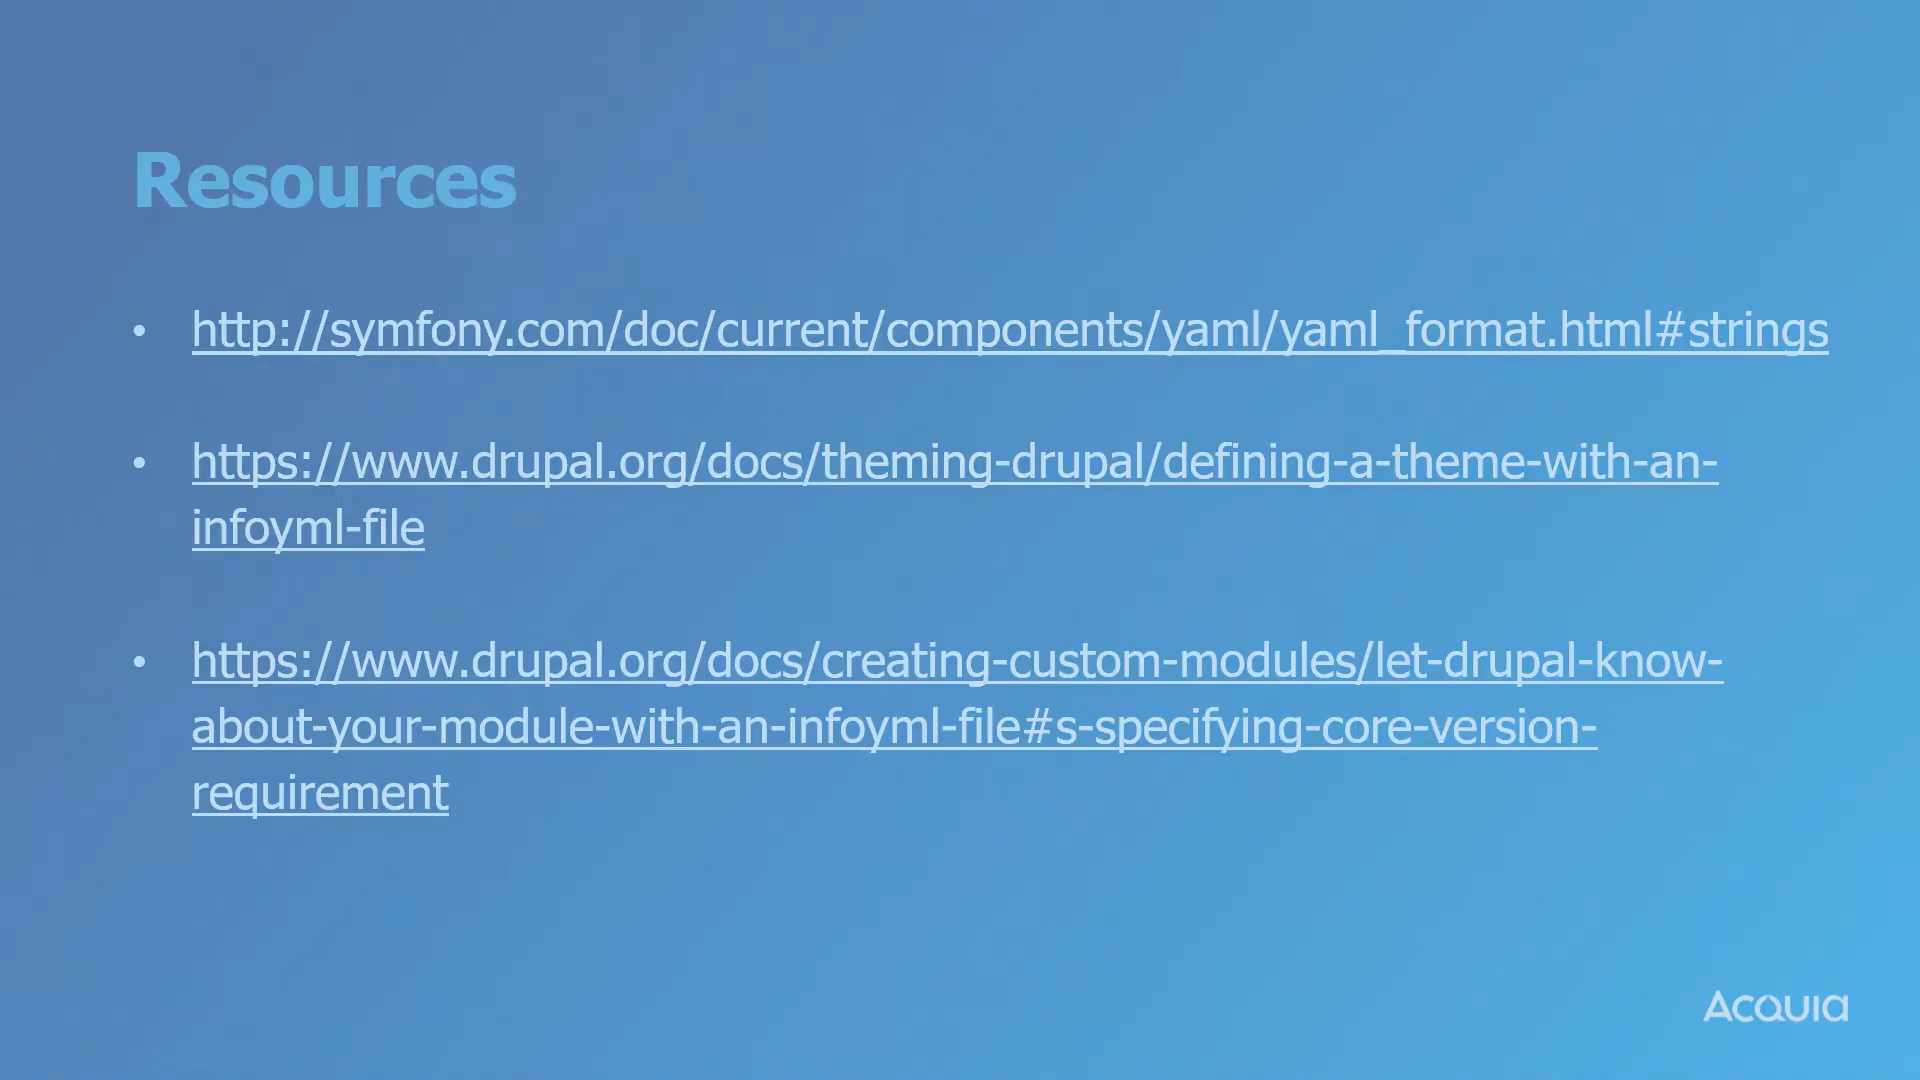 Resources
• http://symfony.com/doc/current/components/yaml/yaml_format.html#strings
• https://www.drupal.org/docs/theming-drupal/defining-a-theme-with-an-
infoyml-file
• https://www.drupal.org/docs/creating-custom-modules/let-drupal-know-
about-your-module-with-an-infoyml-file#s-specifying-core-version-
requirement
Acquia